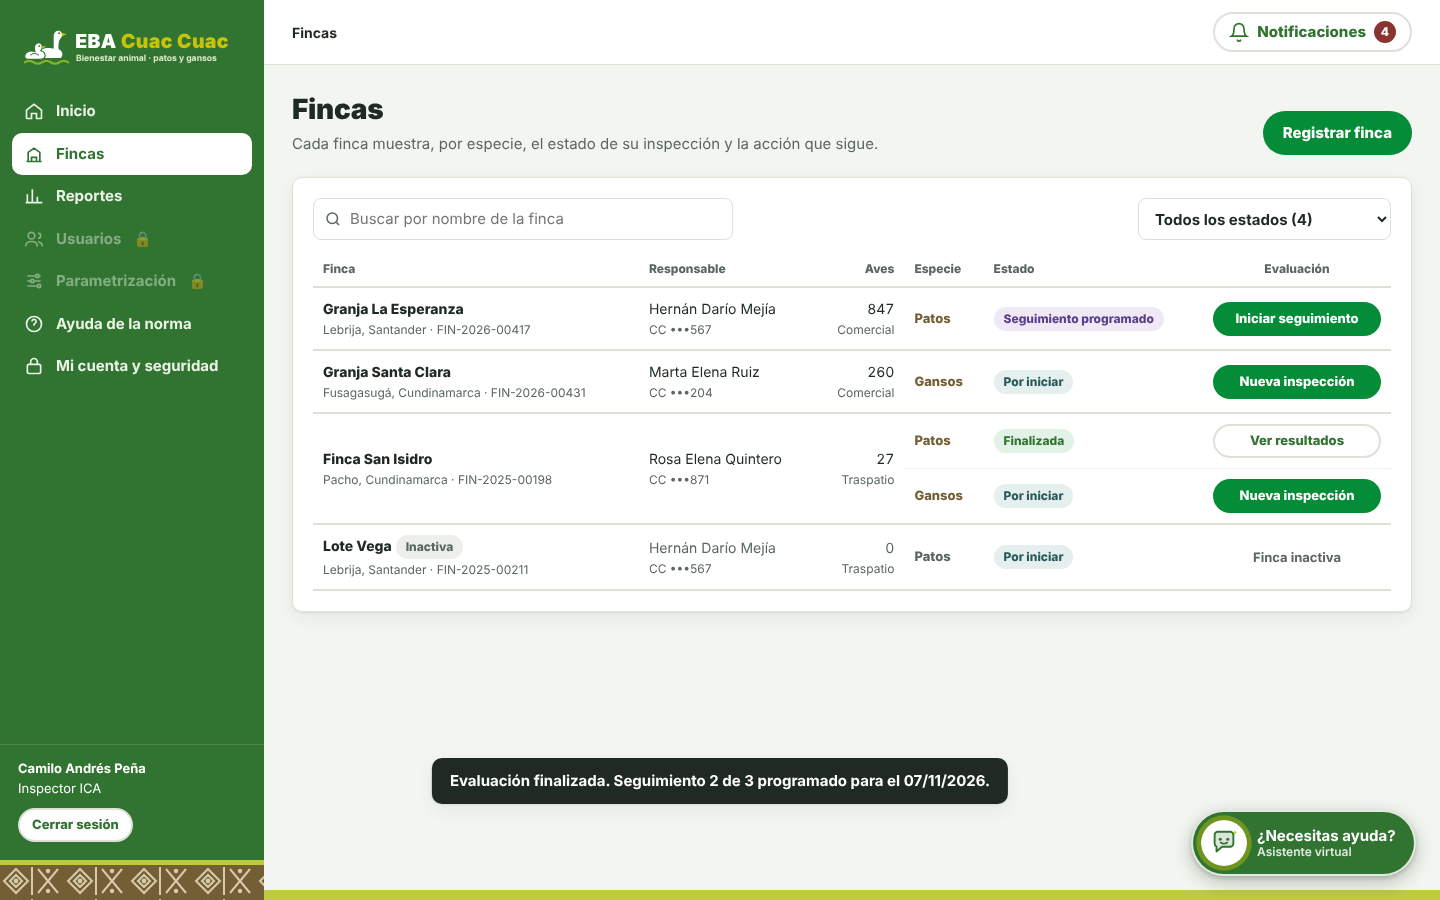 EBA Cuac Cuac
Bienestar animal · patos y gansos
Inicio
Fincas
Reportes
Usuarios
Parametrización
Ayuda de la norma
Mi cuenta y seguridad
Camilo Andrés Peña
Inspector ICA
Cerrar sesión
Fincas
Notificaciones 4
Fincas
Cada finca muestra, por especie, el estado de su inspección y la acción que sigue.
Registrar finca
Buscar por nombre de la finca
Todos los estados (4)
Finca Responsable Aves Especie Estado Evaluación
Granja La Esperanza Hernán Darío Mejía 847 Patos Seguimiento programado Iniciar seguimiento
Lebrija, Santander · FIN-2026-00417 CC •••567 Comercial
Granja Santa Clara Marta Elena Ruiz 260 Gansos Por iniciar Nueva inspección
Fusagasugá, Cundinamarca · FIN-2026-00431 CC •••204 Comercial
Patos Finalizada Ver resultados
Finca San Isidro Rosa Elena Quintero 27
Pacho, Cundinamarca · FIN-2025-00198 CC •••871 Traspatio
Gansos Por iniciar Nueva inspección
Lote Vega Inactiva Hernán Darío Mejía 0 Patos Por iniciar Finca inactiva
Lebrija, Santander · FIN-2025-00211 CC •••567 Traspatio
Evaluación finalizada. Seguimiento 2 de 3 programado para el 07/11/2026.
¿Necesitas ayuda?
Asistente virtual